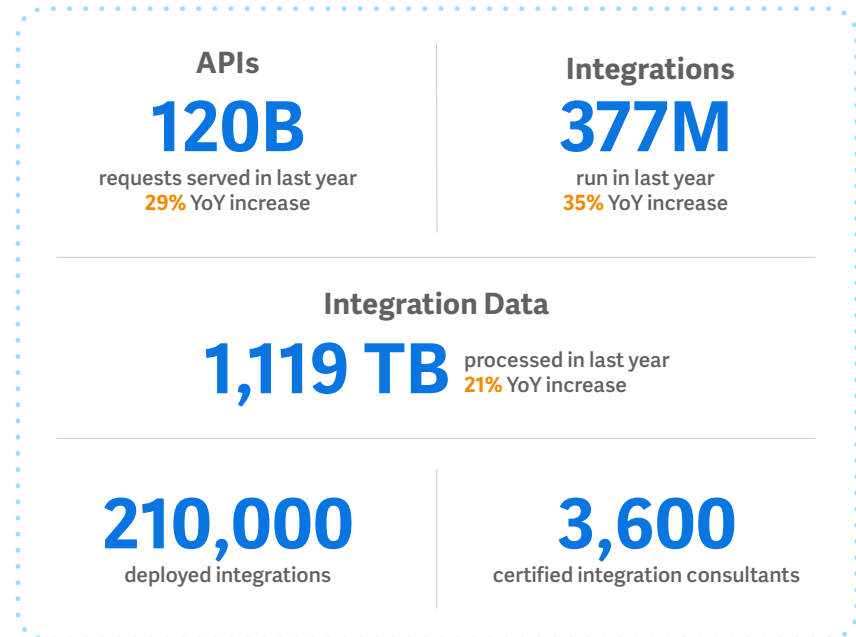 APIs
120B
requests served in last year
29% YoY increase
Integrations
377M
run in last year
35% YoY increase
Integration Data
1,119 TB
processed in last year
21% YoY increase
210,000
deployed integrations
3,600
certified integration consultants